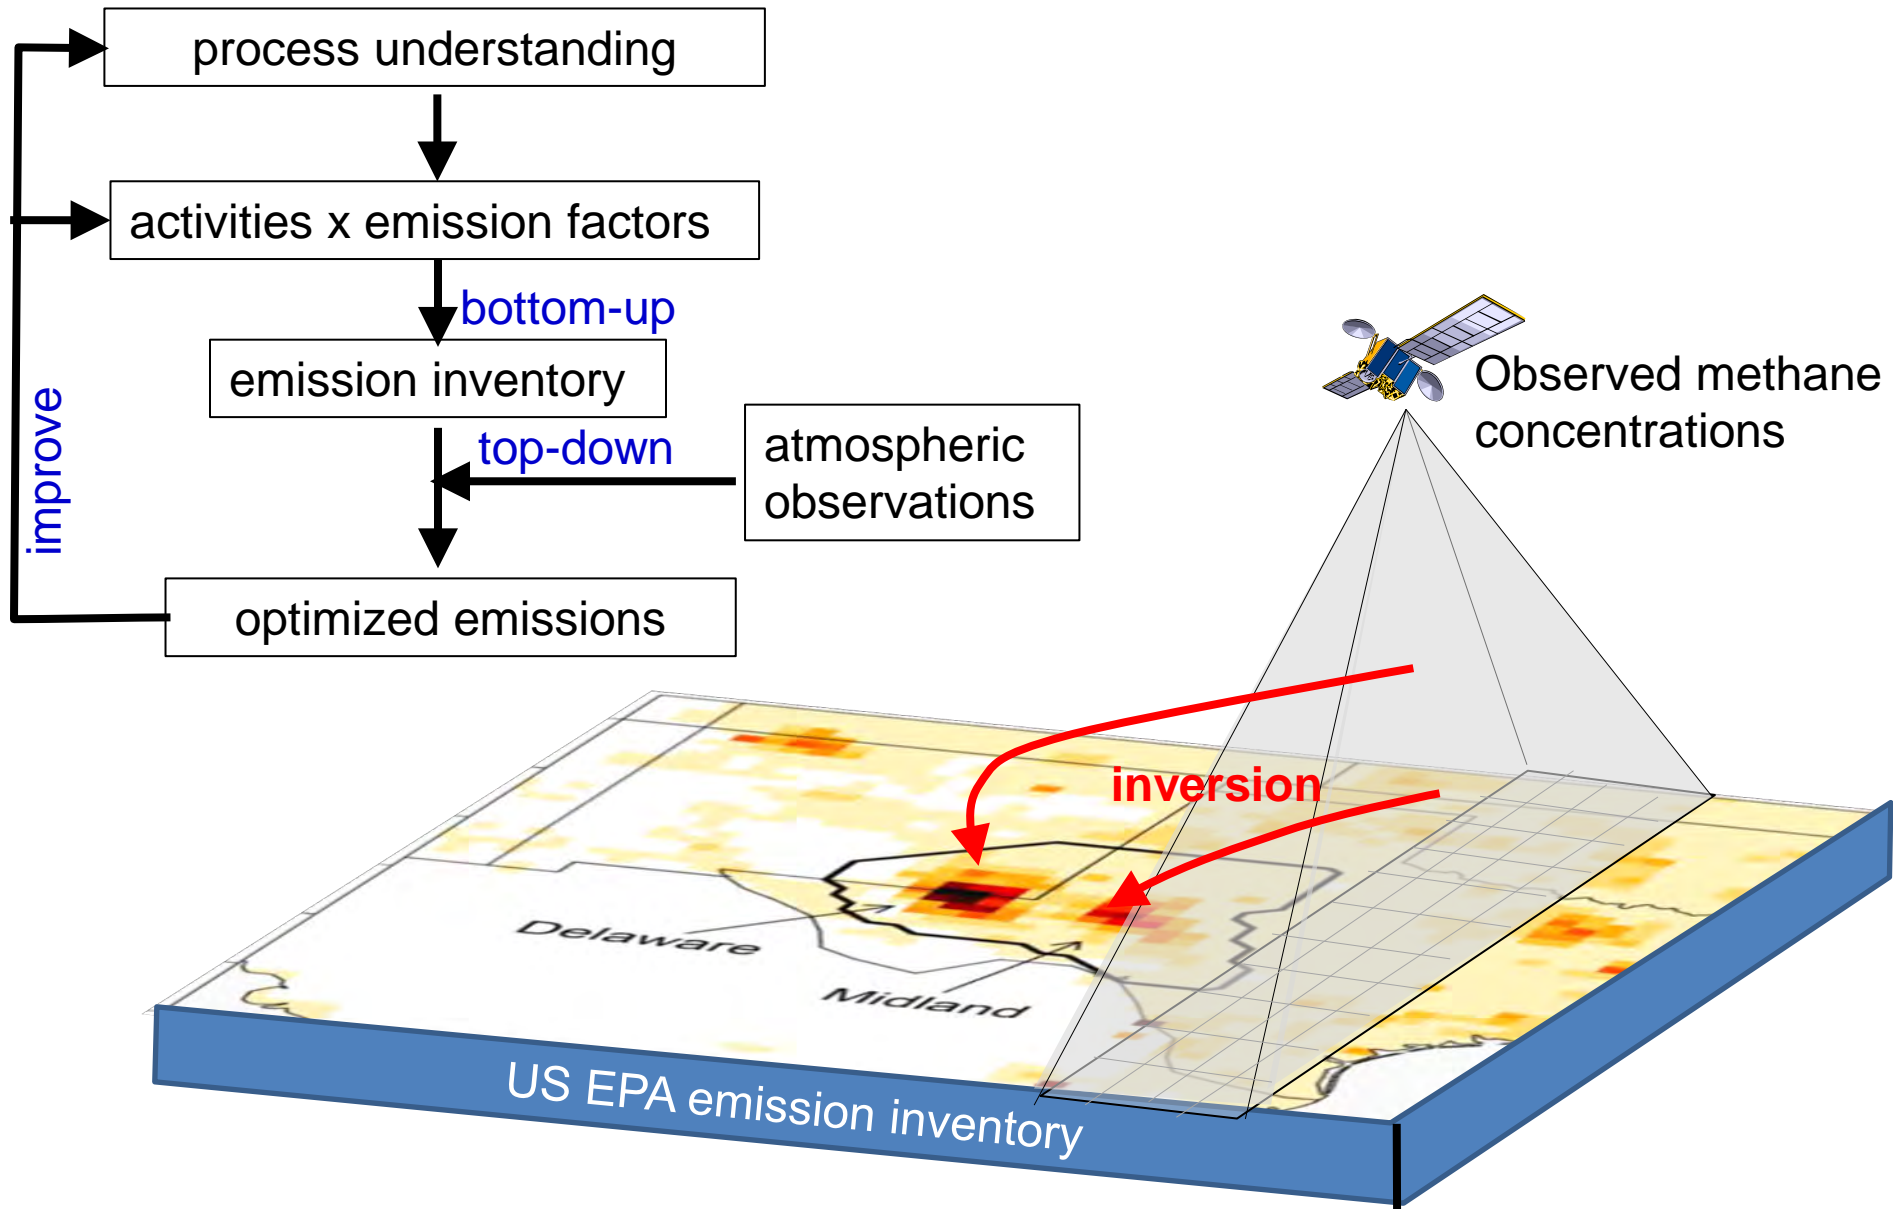 process understanding
activities x emission factors
bottom-up
emission inventory
top-down
atmospheric
observations
improve
optimized emissions
Observed methane
concentrations
inversion
Delaware
Midland
US EPA emission inventory